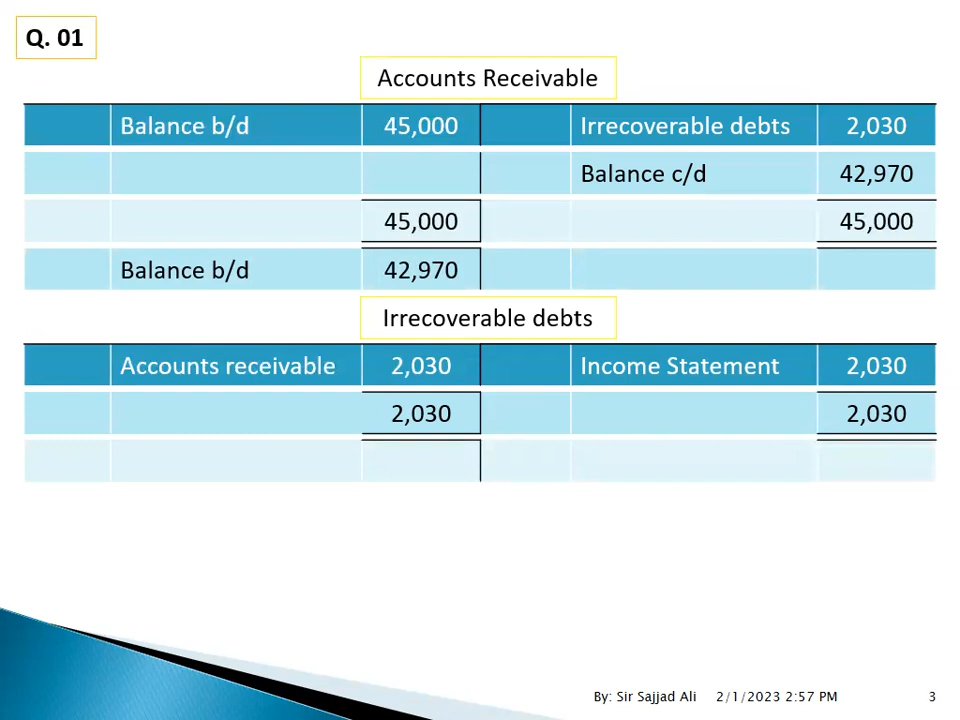 Q. 01
Accounts Receivable
Balance b/d 45,000 Irrecoverable debts 2,030
Balance c/d 42,970
45,000 45,000
Balance b/d 42,970
Irrecoverable debts
Accounts receivable 2,030 Income Statement 2,030
2,030 2,030
By: Sir Sajjad Ali 2/1/2023 2:57 PM 3